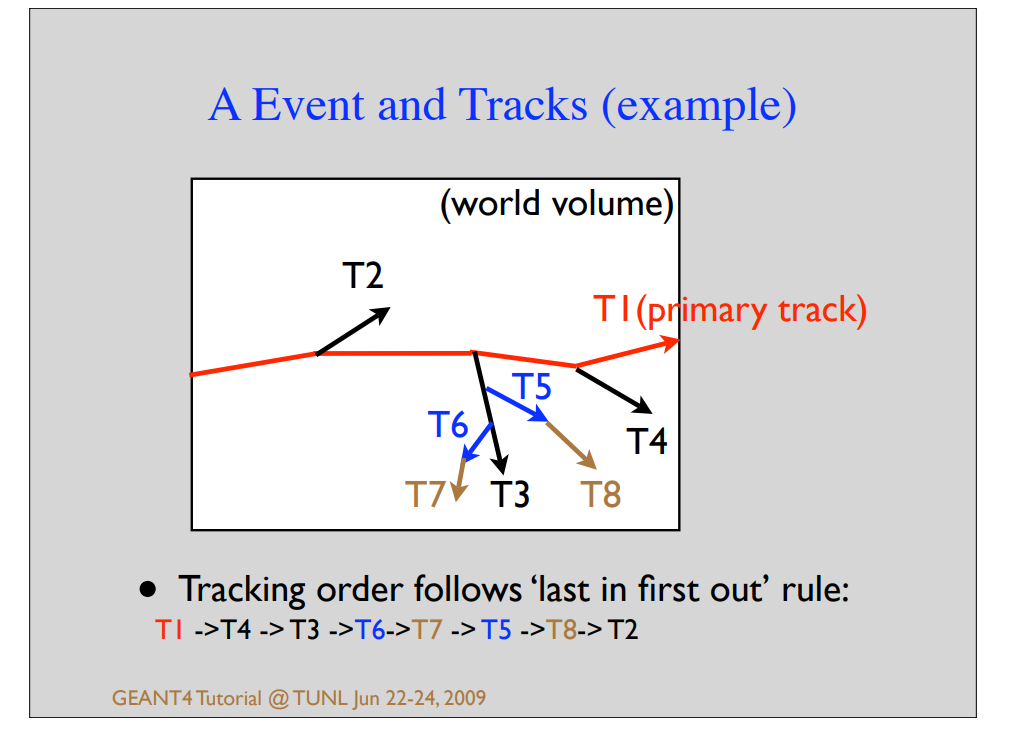 A Event and Tracks (example)
(world volume)
T2
T1(primary track)
T5
T6
T4
T7
T3
T8
• Tracking order follows ‘last in first out’ rule:
T1 ->T4 -> T3 ->T6->T7 -> T5 ->T8-> T2
GEANT4 Tutorial @ TUNL Jun 22-24, 2009